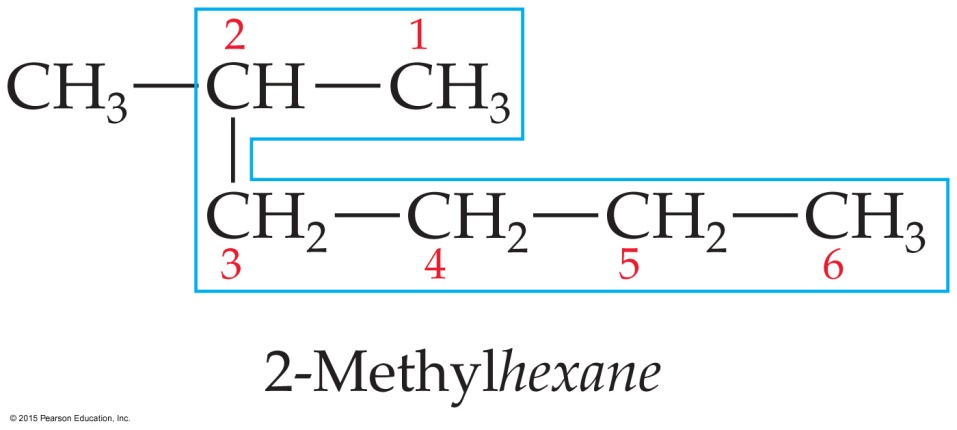 2 1
CH₃—CH—CH₃
CH₂—CH₂—CH₂—CH₃
3 4 5 6
2-Methylhexane
© 2015 Pearson Education, Inc.